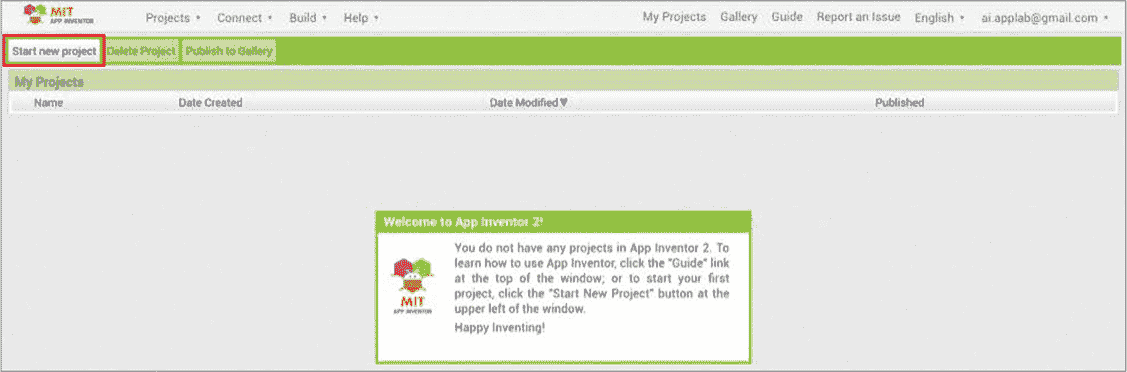 MIT
APP INVENTOR
Projects Connect Build Help My Projects Gallery Guide Report an Issue English ai.applab@gmail.com
Start new project Delete Project Publish to Gallery
My Projects
Name Date Created Date Modified Published
Welcome to App Inventor 2!
You do not have any projects in App Inventor 2. To
learn how to use App Inventor, click the "Guide" link
at the top of the window; or to start your first
project, click the "Start New Project" button at the
upper left of the window.
Happy Inventing!
MIT
APP INVENTOR